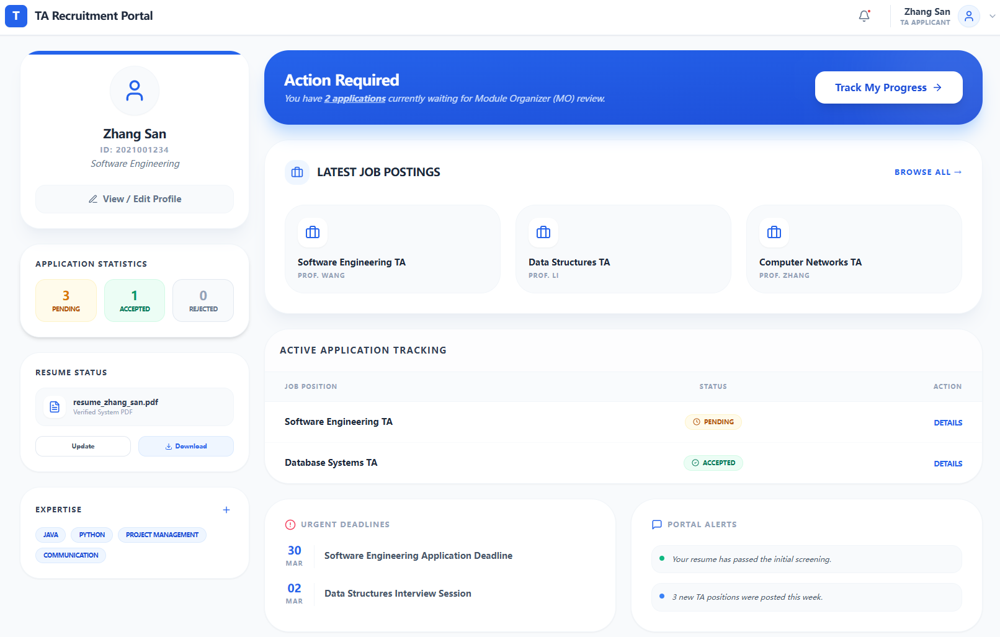 T
TA Recruitment Portal
Zhang San
TA APPLICANT
Zhang San
ID: 2021001234
Software Engineering
View / Edit Profile
APPLICATION STATISTICS
3
PENDING
1
ACCEPTED
0
REJECTED
RESUME STATUS
resume_zhang_san.pdf
Verified System PDF
Update
Download
EXPERTISE
JAVA
PYTHON
PROJECT MANAGEMENT
COMMUNICATION
Action Required
You have 2 applications currently waiting for Module Organizer (MO) review.
Track My Progress →
LATEST JOB POSTINGS
BROWSE ALL →
Software Engineering TA
PROF. WANG
Data Structures TA
PROF. LI
Computer Networks TA
PROF. ZHANG
ACTIVE APPLICATION TRACKING
JOB POSITION STATUS ACTION
Software Engineering TA PENDING DETAILS
Database Systems TA ACCEPTED DETAILS
URGENT DEADLINES
30
MAR
Software Engineering Application Deadline
02
MAR
Data Structures Interview Session
PORTAL ALERTS
Your resume has passed the initial screening.
3 new TA positions were posted this week.